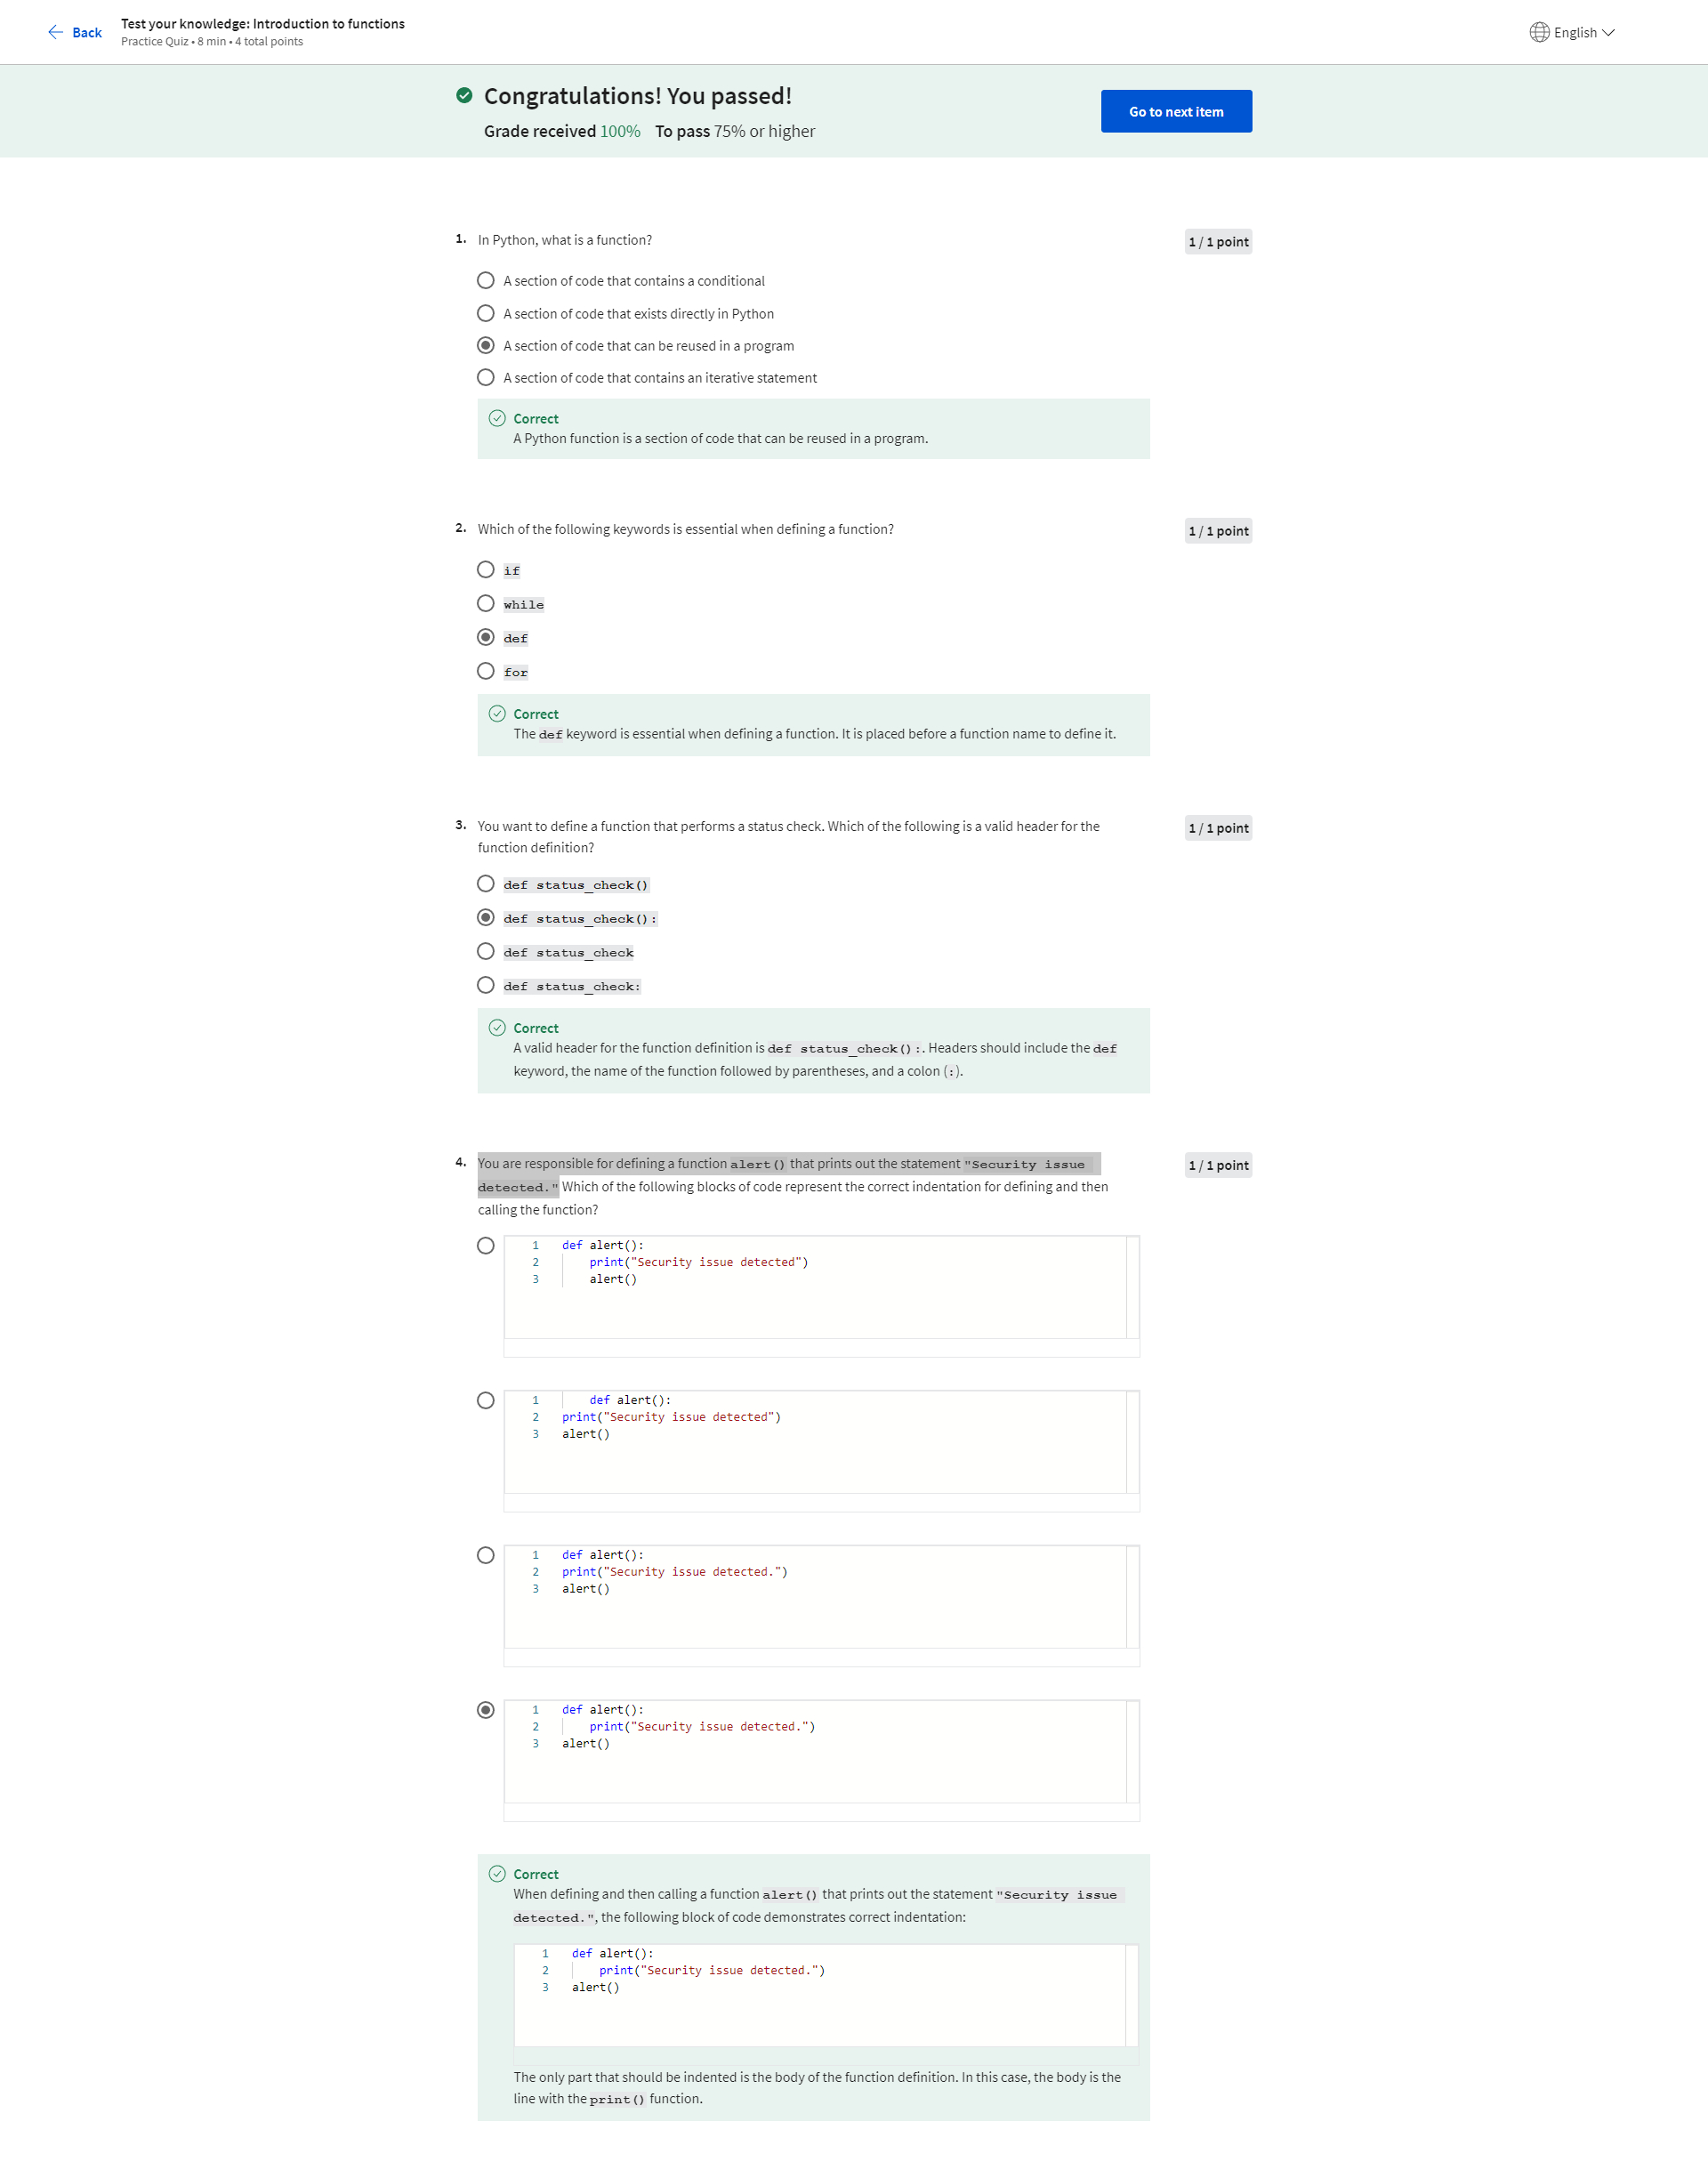 Back
Test your knowledge: Introduction to functions
Practice Quiz • 8 min • 4 total points
English
Congratulations! You passed!
Grade received 100% To pass 75% or higher
Go to next item
1. In Python, what is a function?
1 / 1 point
A section of code that contains a conditional
A section of code that exists directly in Python
A section of code that can be reused in a program
A section of code that contains an iterative statement
Correct
A Python function is a section of code that can be reused in a program.
2. Which of the following keywords is essential when defining a function?
1 / 1 point
if
while
def
for
Correct
The def keyword is essential when defining a function. It is placed before a function name to define it.
3. You want to define a function that performs a status check. Which of the following is a valid header for the
function definition?
1 / 1 point
def status_check()
def status_check():
def status_check
def status_check:
Correct
A valid header for the function definition is def status_check():. Headers should include the def
keyword, the name of the function followed by parentheses, and a colon (:).
4. You are responsible for defining a function alert() that prints out the statement "Security issue
detected." Which of the following blocks of code represent the correct indentation for defining and then
calling the function?
1 / 1 point
1 def alert():
2     print("Security issue detected")
3     alert()
1     def alert():
2 print("Security issue detected")
3 alert()
1 def alert():
2 print("Security issue detected.")
3 alert()
1 def alert():
2     print("Security issue detected.")
3 alert()
Correct
When defining and then calling a function alert() that prints out the statement "Security issue
detected.", the following block of code demonstrates correct indentation:
1 def alert():
2     print("Security issue detected.")
3 alert()
The only part that should be indented is the body of the function definition. In this case, the body is the
line with the print() function.